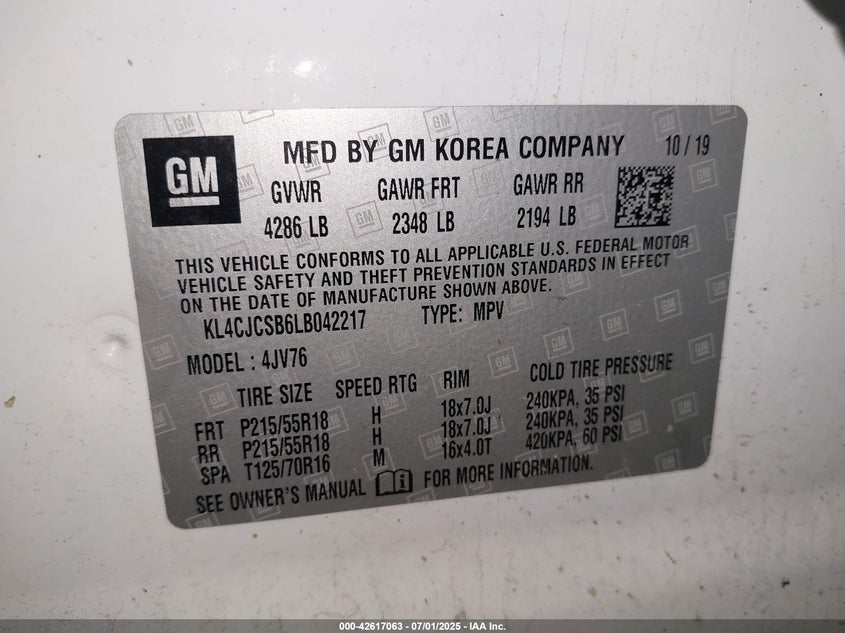 GM
MFD BY GM KOREA COMPANY 10/19
GVWR GAWR FRT GAWR RR
4286 LB 2348 LB 2194 LB
THIS VEHICLE CONFORMS TO ALL APPLICABLE U.S. FEDERAL MOTOR
VEHICLE SAFETY AND THEFT PREVENTION STANDARDS IN EFFECT
ON THE DATE OF MANUFACTURE SHOWN ABOVE.
KL4CJCSB6LB042217 TYPE: MPV
MODEL : 4JV76
TIRE SIZE SPEED RTG RIM COLD TIRE PRESSURE
FRT P215/55R18 H 18x7.0J 240KPA, 35 PSI
RR P215/55R18 H 18x7.0J 240KPA, 35 PSI
SPA T125/70R16 M 16x4.0T 420KPA, 60 PSI
SEE OWNER'S MANUAL FOR MORE INFORMATION.
000-42617063 - 07/01/2025 - IAA Inc.